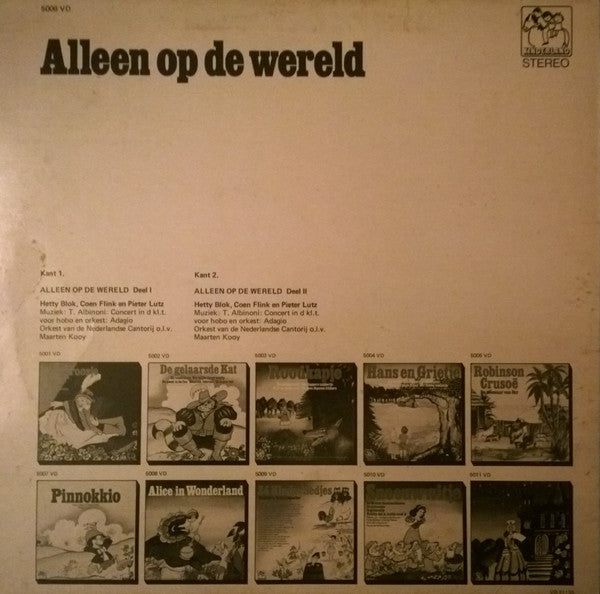 5006 VD
KINDERLAND
STEREO
Alleen op de wereld
Kant 1.
ALLEEN OP DE WERELD Deel I
Hetty Blok, Coen Flink en Pieter Lutz
Muziek: T. Albinoni: Concert in d kl.t.
voor hobo en orkest: Adagio
Orkest van de Nederlandse Cantorij o.l.v.
Maarten Kooy
Kant 2.
ALLEEN OP DE WERELD Deel II
Hetty Blok, Coen Flink en Pieter Lutz
Muziek: T. Albinoni: Concert in d kl.t.
voor hobo en orkest: Adagio
Orkest van de Nederlandse Cantorij o.l.v.
Maarten Kooy
5001 VD
5002 VD
De gelaarsde Kat
5003 VD
Roodkapje
5004 VD
Hans en Grietje
5005 VD
Robinson
Crusoë
5007 VD
Pinnokkio
5008 VD
Alice in Wonderland
5009 VD
5010 VD
Sneeuwwitje
5011 VD